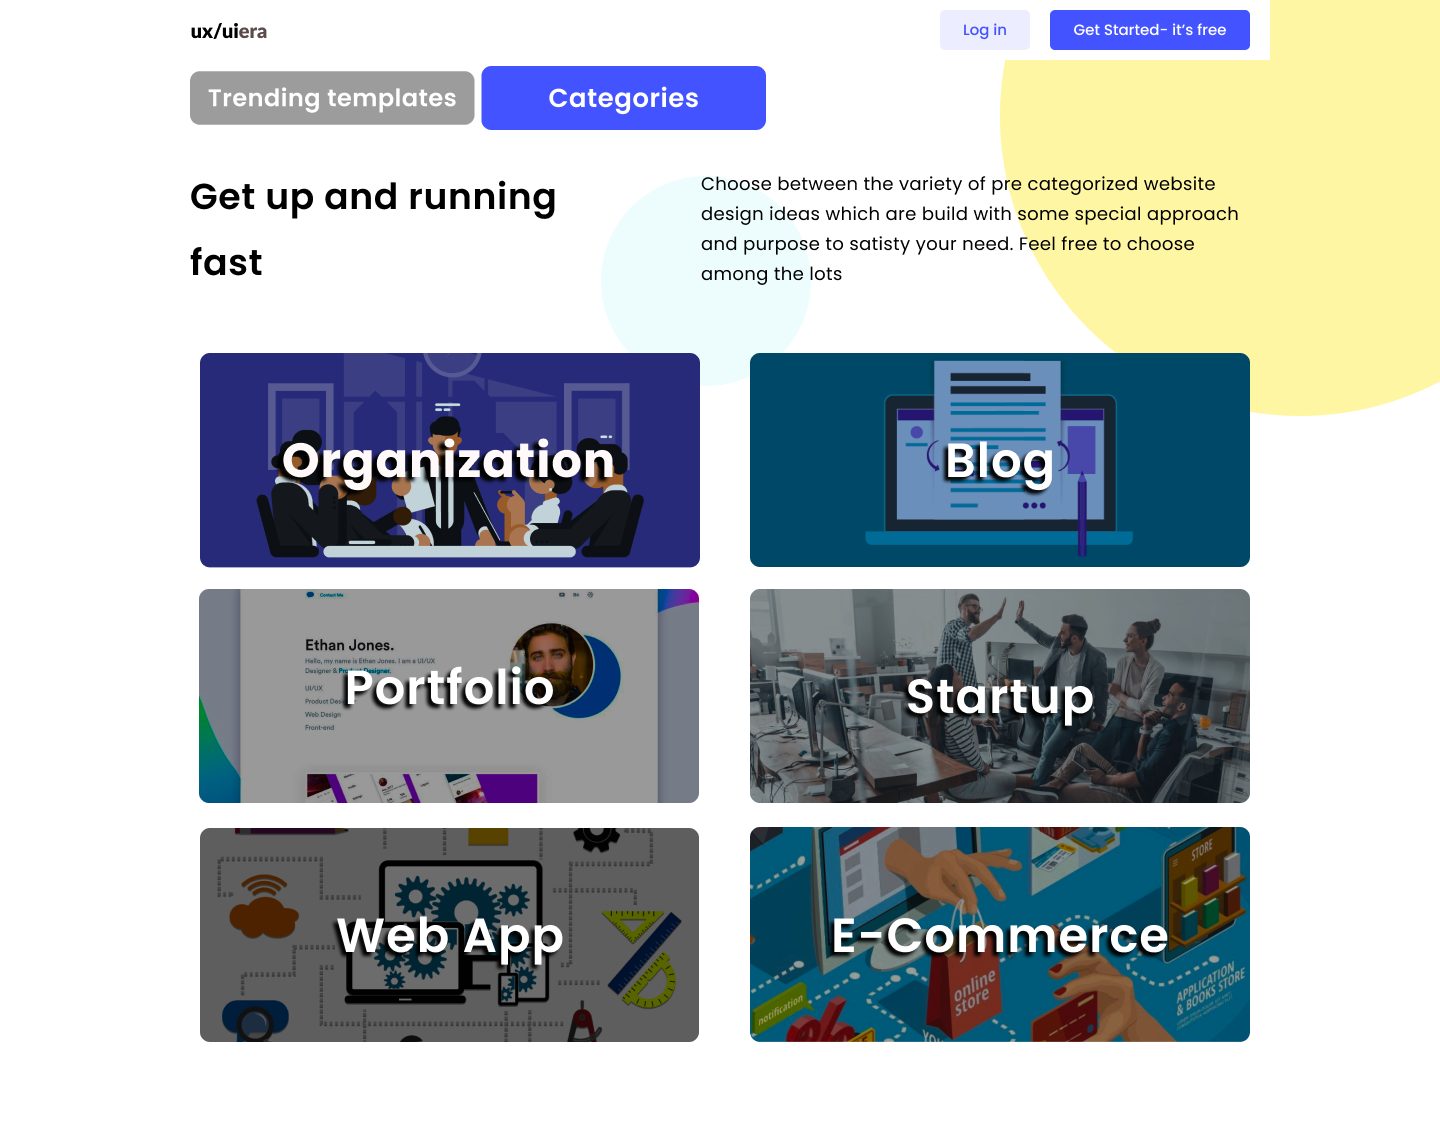 ux/uiera
Log in
Get Started- it's free
Trending templates
Categories
Get up and running
fast
Choose between the variety of pre categorized website
design ideas which are build with some special approach
and purpose to satisty your need. Feel free to choose
among the lots
Organization
Blog
Contact Me
Ethan Jones.
Hello, my name is Ethan Jones. I am a UI/UX
Designer & Product Designer.
UI/UX
Product Des
Web Design
Front-end
Portfolio
Startup
Web App
STORE
E-Commerce
online
store
APPLICATION
& BOOKS STORE
notification
%
YOU